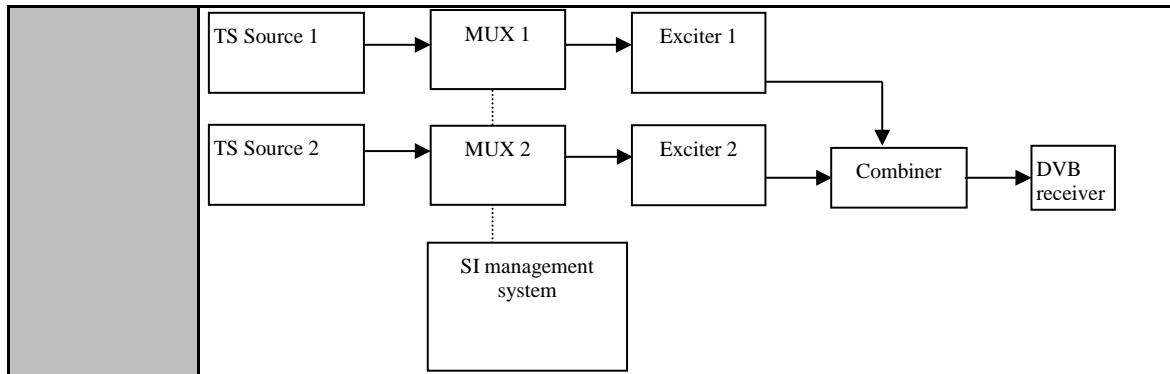 TS Source 1
MUX 1
Exciter 1
TS Source 2
MUX 2
Exciter 2
Combiner
DVB
receiver
SI management
system